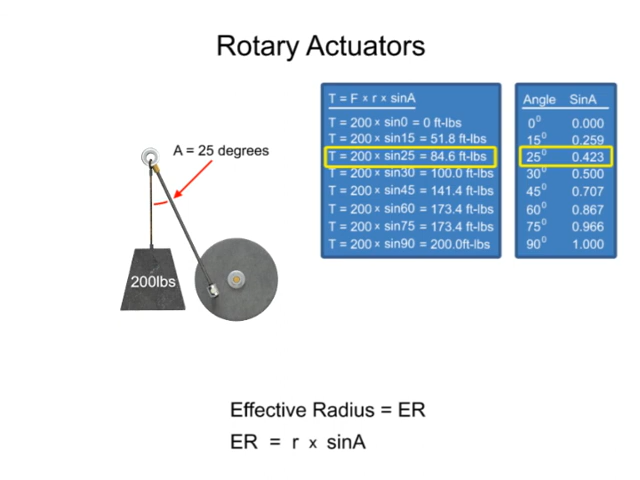 Rotary Actuators
A = 25 degrees
200lbs
T = F x r x sinA
T = 200 x sin0 = 0 ft-lbs
T = 200 x sin15 = 51.8 ft-lbs
T = 200 x sin25 = 84.6 ft-lbs
T = 200 x sin30 = 100.0 ft-lbs
T = 200 x sin45 = 141.4 ft-lbs
T = 200 x sin60 = 173.4 ft-lbs
T = 200 x sin75 = 173.4 ft-lbs
T = 200 x sin90 = 200.0ft-lbs
Angle SinA
0⁰ 0.000
15⁰ 0.259
25⁰ 0.423
30⁰ 0.500
45⁰ 0.707
60⁰ 0.867
75⁰ 0.966
90⁰ 1.000
Effective Radius = ER
ER = r x sinA